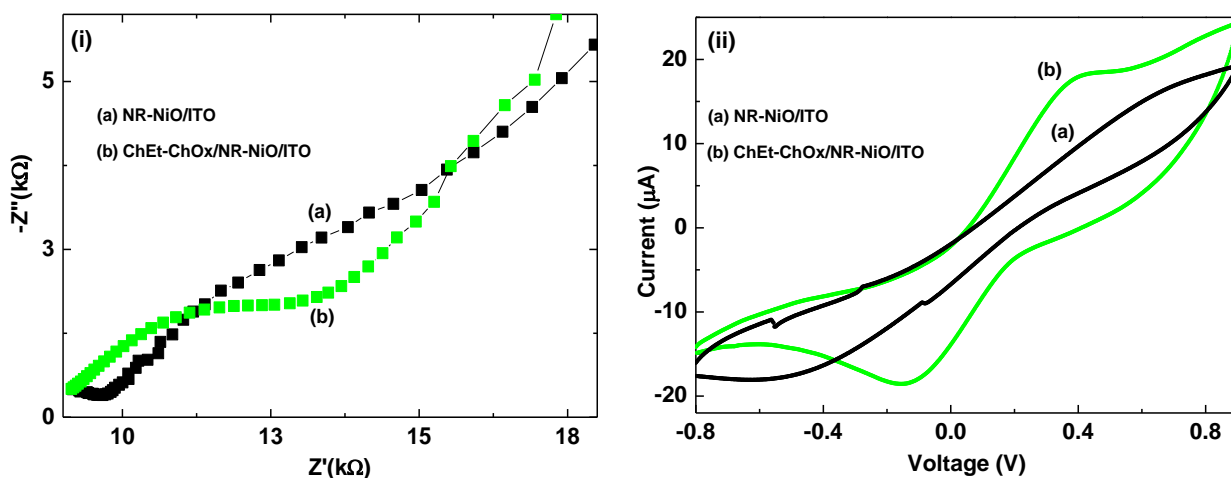 (i)
(a) NR-NiO/ITO
(b) ChEt-ChOx/NR-NiO/ITO
(a)
(b)
5
3
0
10
13
15
18
-Z''(kΩ)
Z'(kΩ)
(ii)
(a) NR-NiO/ITO
(b) ChEt-ChOx/NR-NiO/ITO
(b)
(a)
20
10
0
-10
-20
-0.8
-0.4
0.0
0.4
0.8
Current (μA)
Voltage (V)